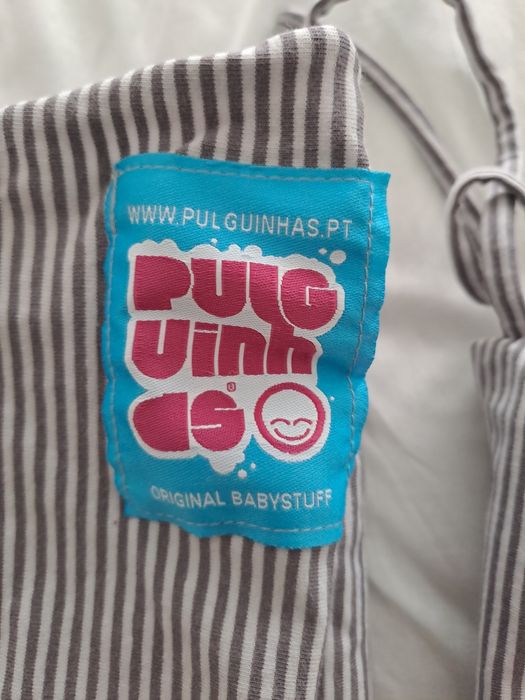 WWW.PULGUINHAS.PT
PULG
Uinh
as®
ORIGINAL BABYSTUFF